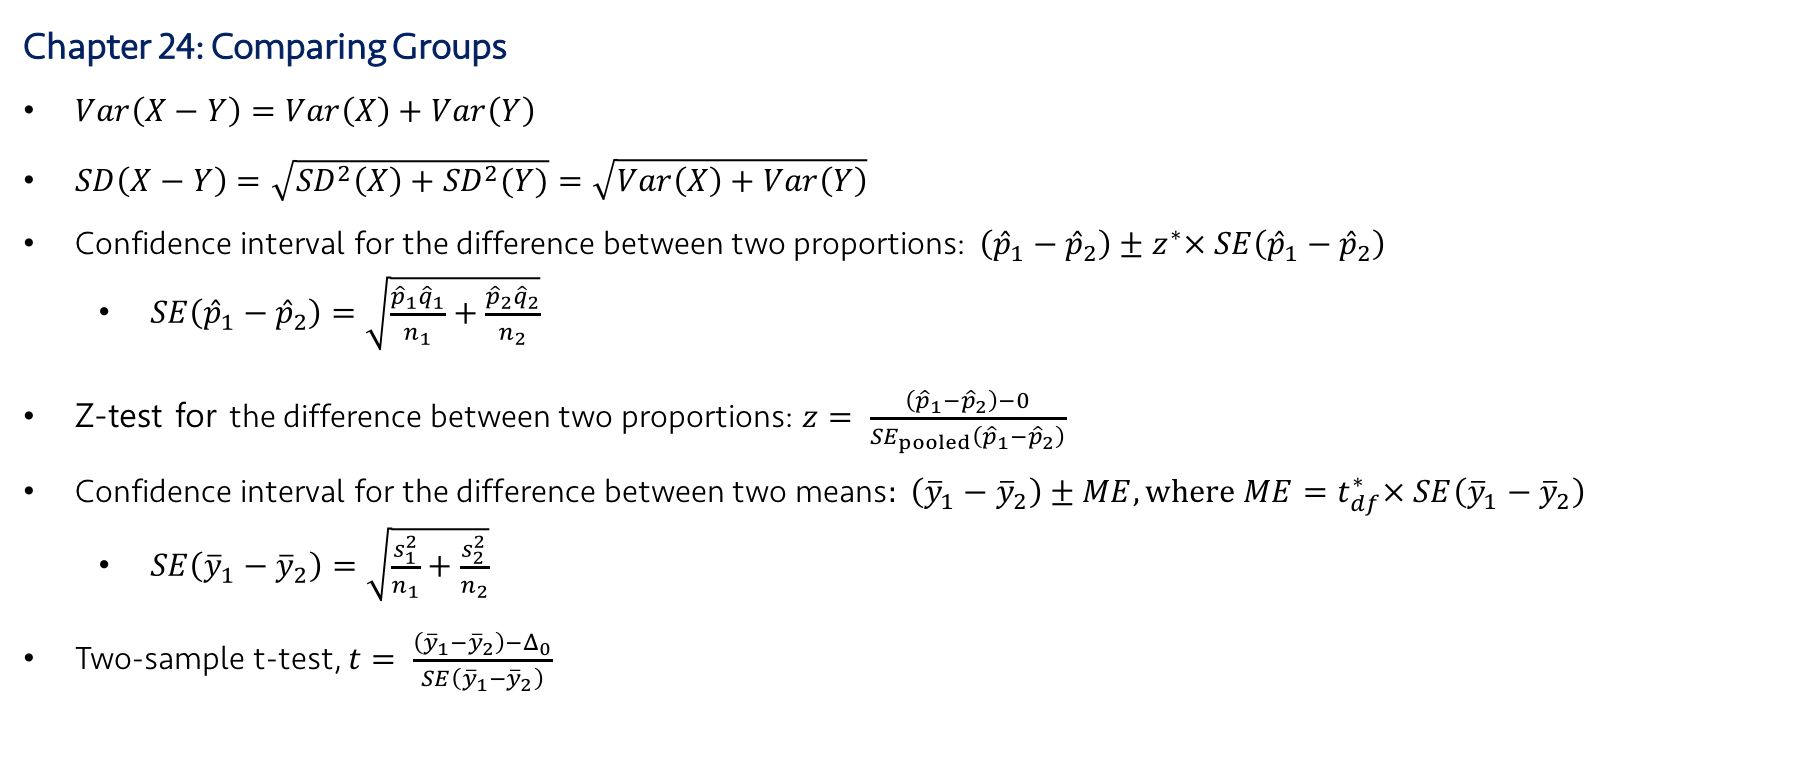 Chapter 24: Comparing Groups
• Var(X − Y) = Var(X) + Var(Y)
• SD(X − Y) = √(SD²(X) + SD²(Y)) = √(Var(X) + Var(Y))
• Confidence interval for the difference between two proportions: (p̂₁ − p̂₂) ± z* × SE(p̂₁ − p̂₂)
• SE(p̂₁ − p̂₂) = √(p̂₁q̂₁/n₁ + p̂₂q̂₂/n₂)
• Z-test for the difference between two proportions: z = ((p̂₁−p̂₂)−0)/(SE_pooled(p̂₁−p̂₂))
• Confidence interval for the difference between two means: (ȳ₁ − ȳ₂) ± ME, where ME = t*_df × SE(ȳ₁ − ȳ₂)
• SE(ȳ₁ − ȳ₂) = √(s₁²/n₁ + s₂²/n₂)
• Two-sample t-test, t = ((ȳ₁−ȳ₂)−Δ₀)/(SE(ȳ₁−ȳ₂))